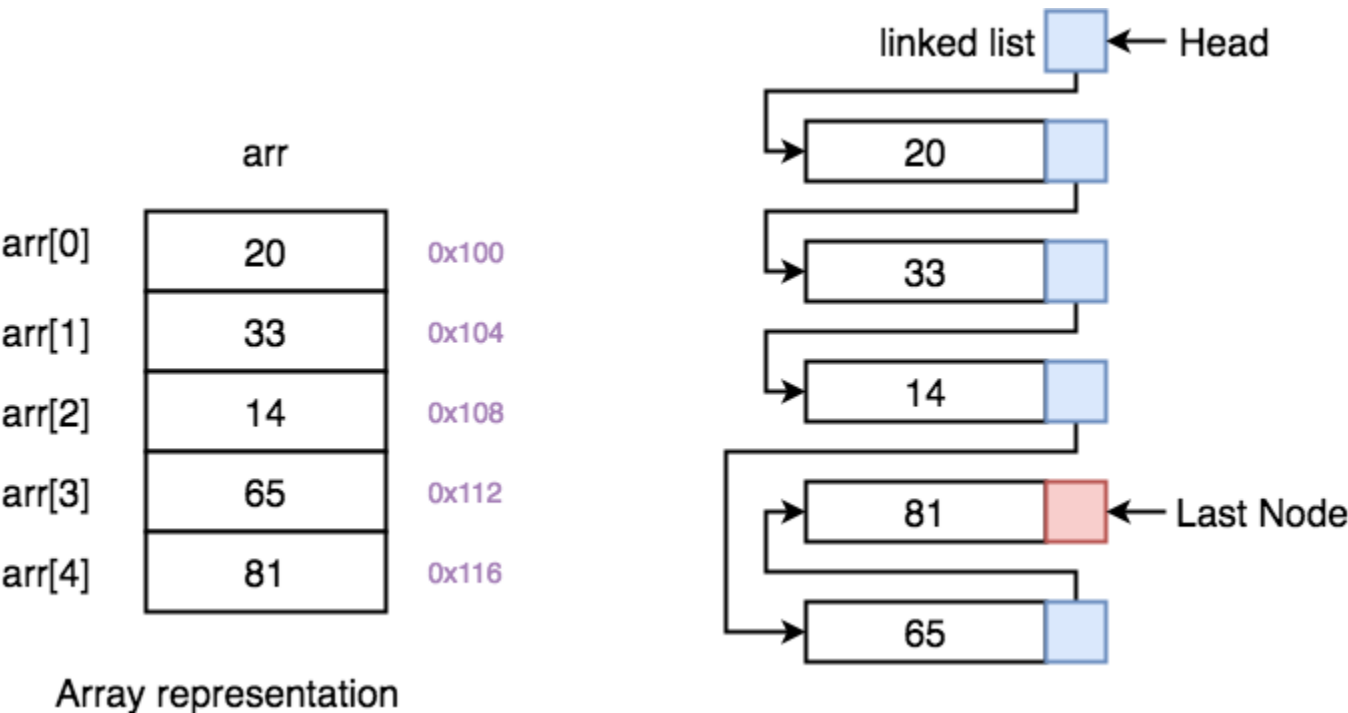 arr
arr[0] 20 0x100
arr[1] 33 0x104
arr[2] 14 0x108
arr[3] 65 0x112
arr[4] 81 0x116
Array representation
linked list Head
20
33
14
81 Last Node
65